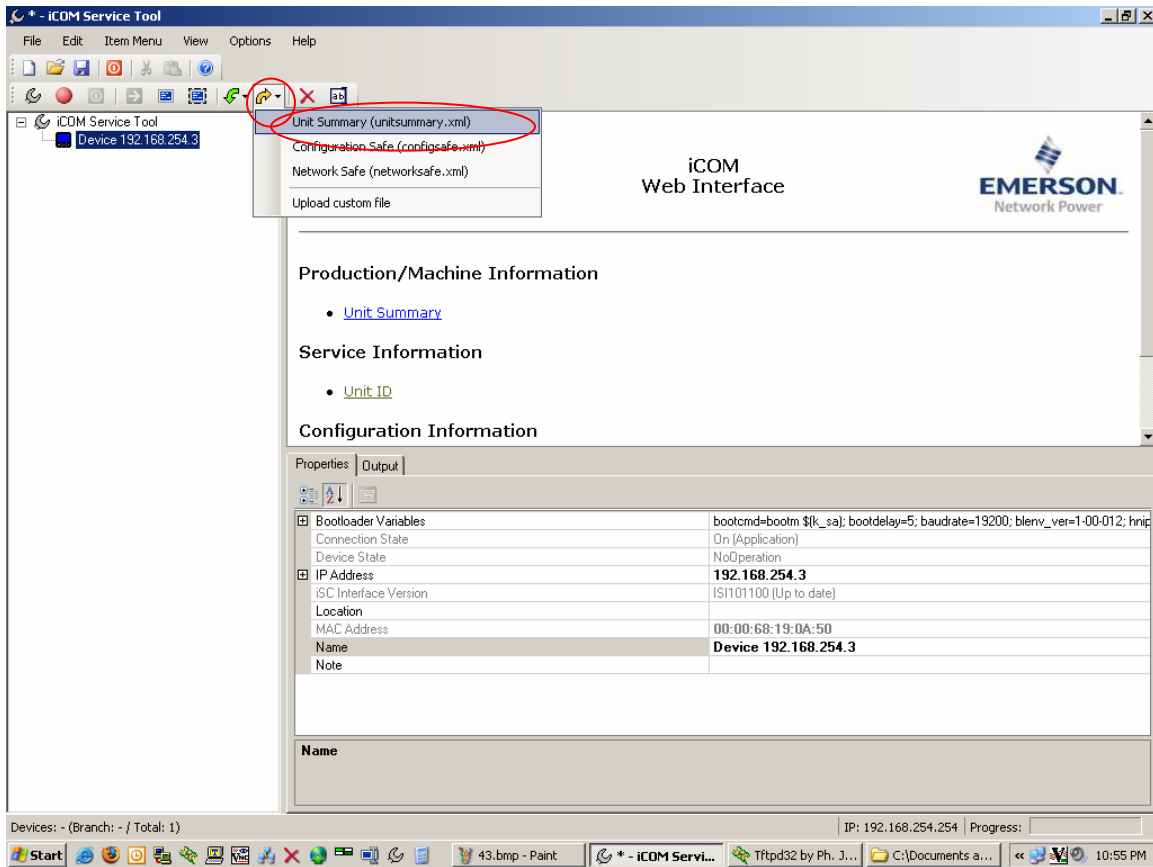 * - iCOM Service Tool
File Edit Item Menu View Options Help
iCOM Service Tool
Device 192.168.254.3
Unit Summary (unitsummary.xml)
Configuration Safe (configsafe.xml)
Network Safe (networksafe.xml)
Upload custom file
iCOM
Web Interface
EMERSON
Network Power
Production/Machine Information
Unit Summary
Service Information
Unit ID
Configuration Information
Properties Output
Bootloader Variables bootcmd=bootm $(k_sa); bootdelay=5; baudrate=19200; blenv_ver=1-00-012; hnip
Connection State On (Application)
Device State NoOperation
IP Address 192.168.254.3
iSC Interface Version ISI101100 (Up to date)
Location
MAC Address 00:00:68:19:0A:50
Name Device 192.168.254.3
Note
Name
Devices: - (Branch: - / Total: 1) IP: 192.168.254.254 Progress:
Start 43.bmp - Paint * - iCOM Servi... Tftpd32 by Ph. J... C:\Documents a... 10:55 PM